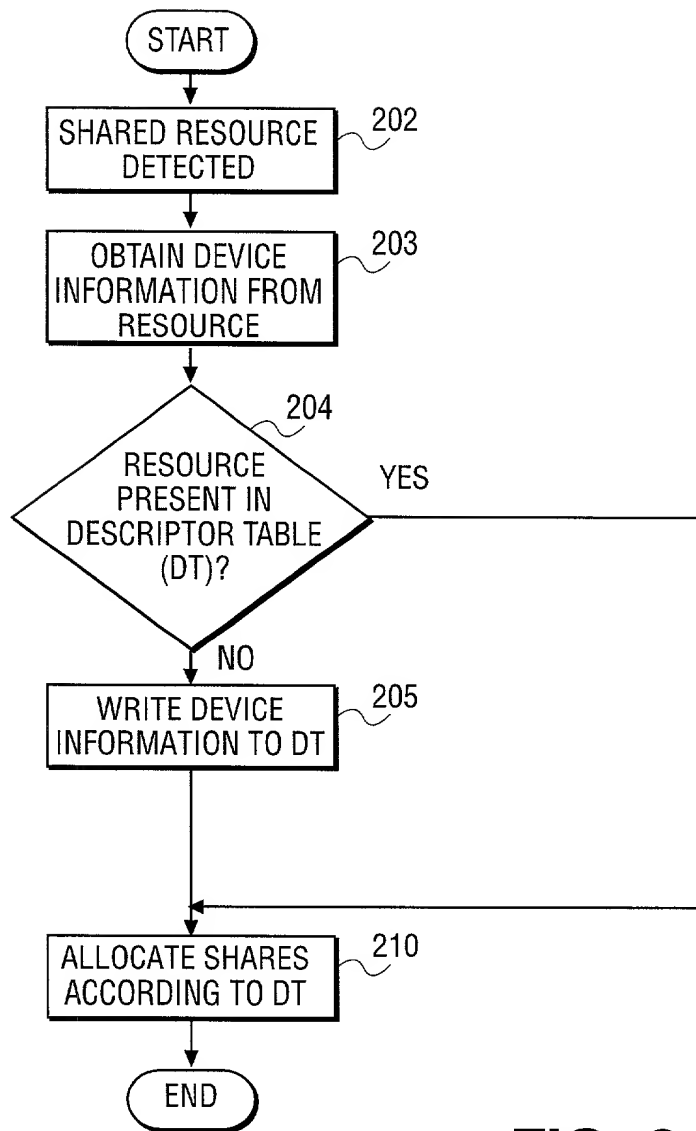 START
SHARED RESOURCE
DETECTED
202
OBTAIN DEVICE
INFORMATION FROM
RESOURCE
203
204
RESOURCE
PRESENT IN
DESCRIPTOR TABLE
(DT)?
YES
NO
WRITE DEVICE
INFORMATION TO DT
205
ALLOCATE SHARES
ACCORDING TO DT
210
END